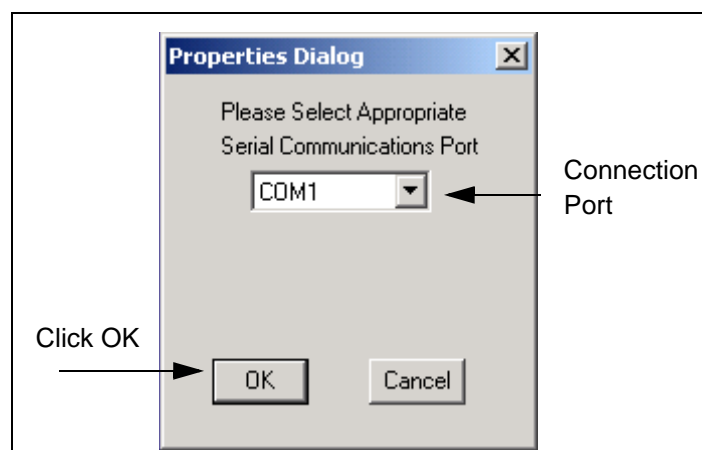 Properties Dialog
Please Select Appropriate
Serial Communications Port
COM1
Connection
Port
Click OK
OK
Cancel